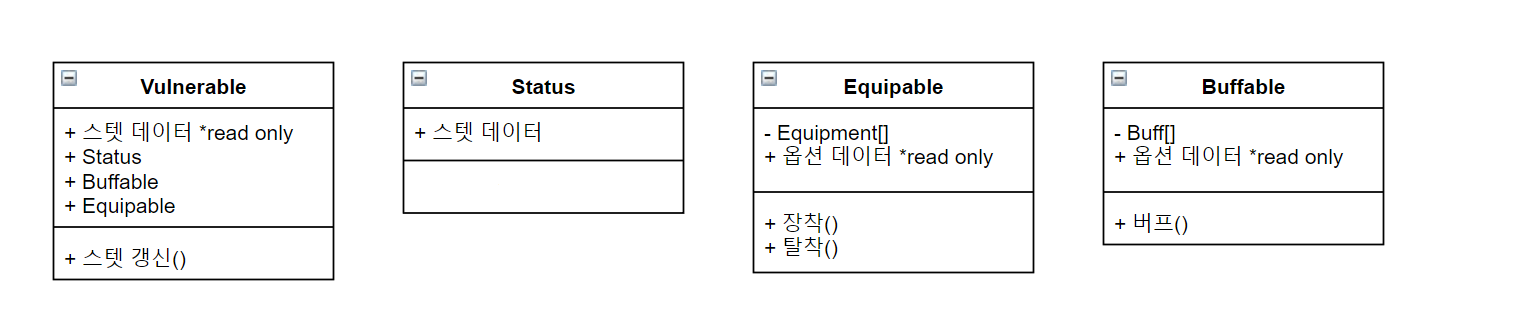 Vulnerable
+ 스텟 데이터 *read only
+ Status
+ Buffable
+ Equipable
+ 스텟 갱신()
Status
+ 스텟 데이터
Equipable
- Equipment[]
+ 옵션 데이터 *read only
+ 장착()
+ 탈착()
Buffable
- Buff[]
+ 옵션 데이터 *read only
+ 버프()